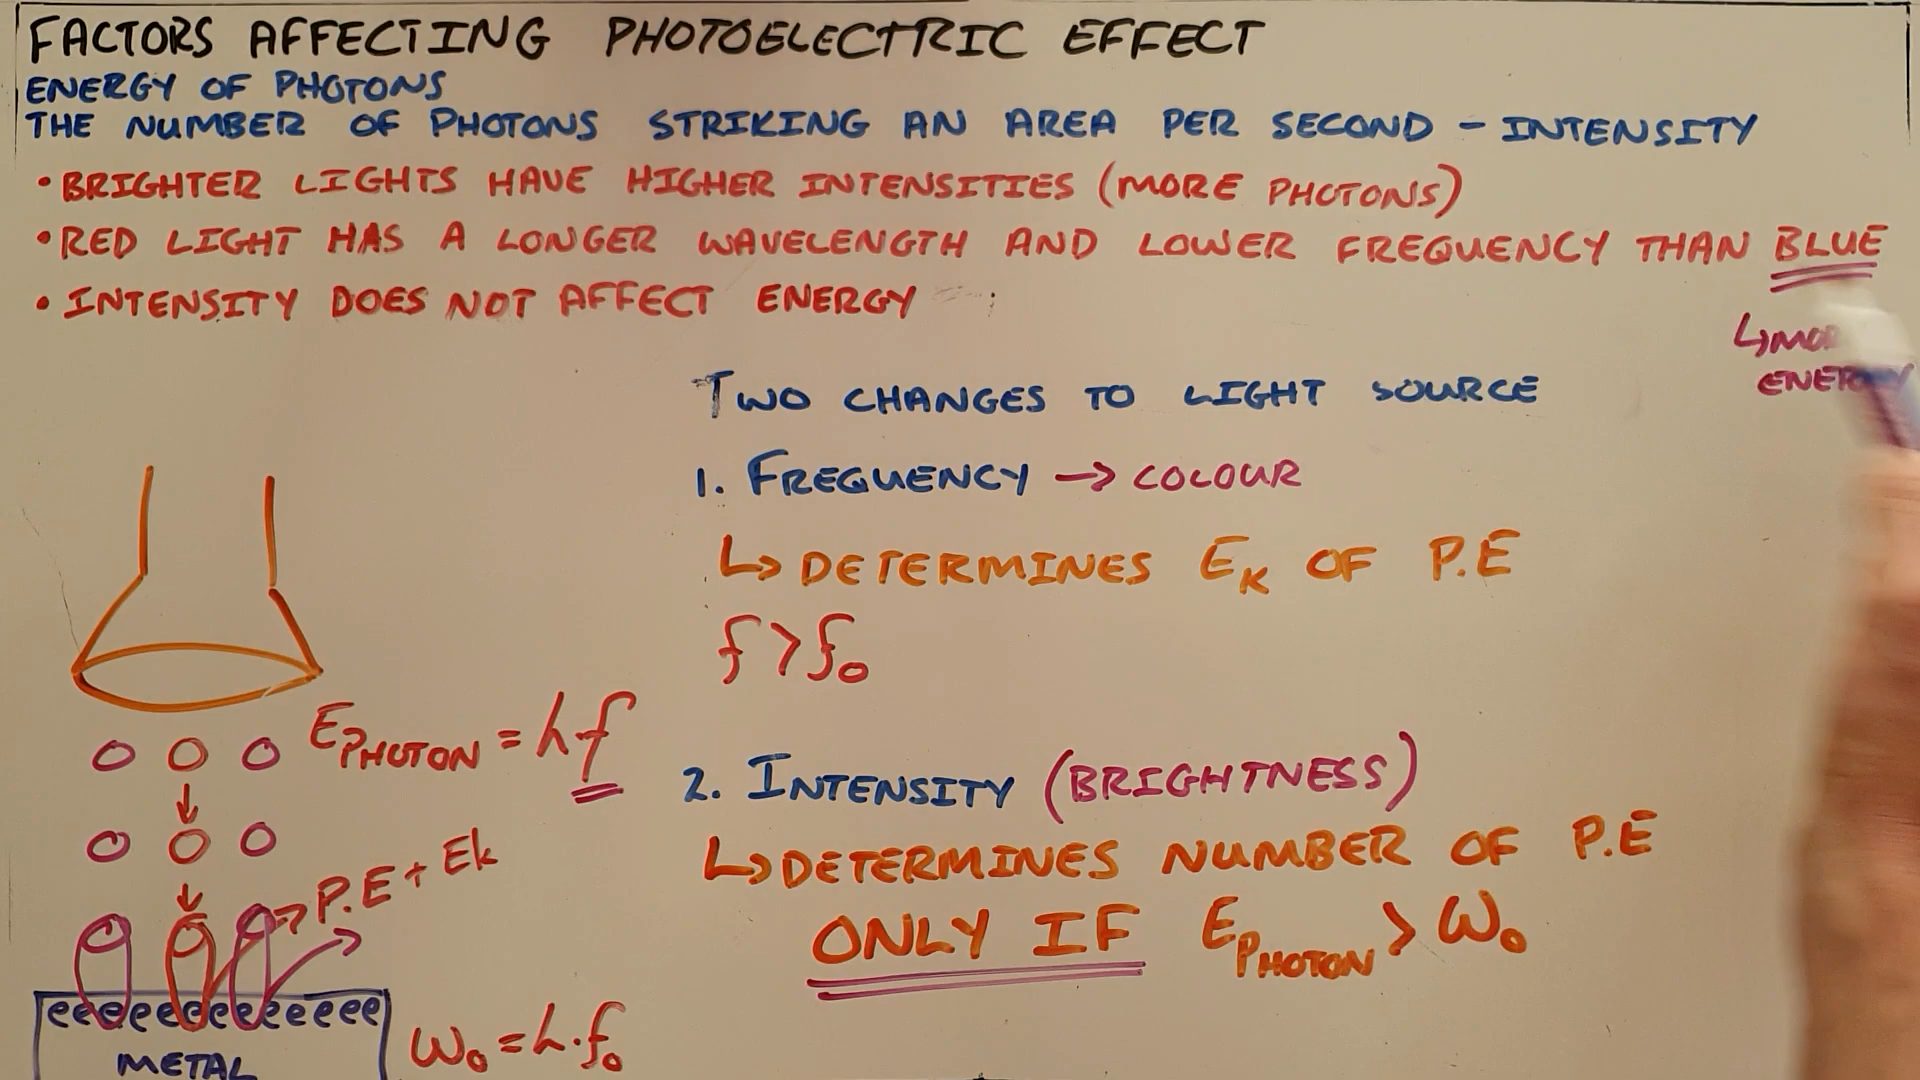 FACTORS AFFECTING PHOTOELECTRIC EFFECT
ENERGY OF PHOTONS
THE NUMBER OF PHOTONS STRIKING AN AREA PER SECOND - INTENSITY
• BRIGHTER LIGHTS HAVE HIGHER INTENSITIES (MORE PHOTONS)
• RED LIGHT HAS A LONGER WAVELENGTH AND LOWER FREQUENCY THAN BLUE
• INTENSITY DOES NOT AFFECT ENERGY
↳ ENERGY
TWO CHANGES TO LIGHT SOURCE
1. FREQUENCY → COLOUR
↳ DETERMINES EK OF P.E
f > f₀
EPHOTON = hf
2. INTENSITY (BRIGHTNESS)
↳ DETERMINES NUMBER OF P.E
ONLY IF EPHOTON > W₀
→ P.E + Ek
eeeeeeeeeeeee
METAL
W₀ = h·f₀